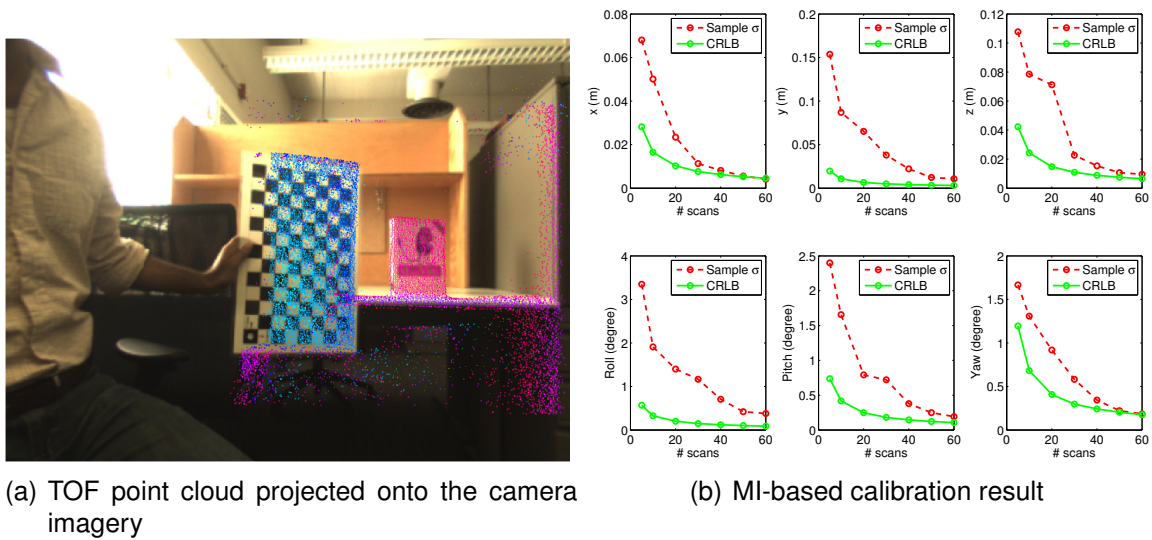 0 20 40 60
0
0.02
0.04
0.06
0.08
# scans
x (m)
Sample σ
CRLB
0 20 40 60
0
0.05
0.1
0.15
0.2
# scans
y (m)
Sample σ
CRLB
0 20 40 60
0
0.02
0.04
0.06
0.08
0.1
0.12
# scans
z (m)
Sample σ
CRLB
0 20 40 60
0
1
2
3
4
# scans
Roll (degree)
Sample σ
CRLB
0 20 40 60
0
0.5
1
1.5
2
2.5
# scans
Pitch (degree)
Sample σ
CRLB
0 20 40 60
0
0.5
1
1.5
2
# scans
Yaw (degree)
Sample σ
CRLB
(a) TOF point cloud projected onto the camera
imagery
(b) MI-based calibration result